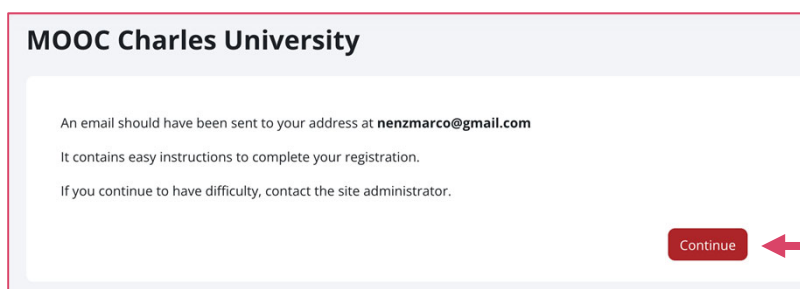 MOOC Charles University
An email should have been sent to your address at nenzmarco@gmail.com
It contains easy instructions to complete your registration.
If you continue to have difficulty, contact the site administrator.
Continue